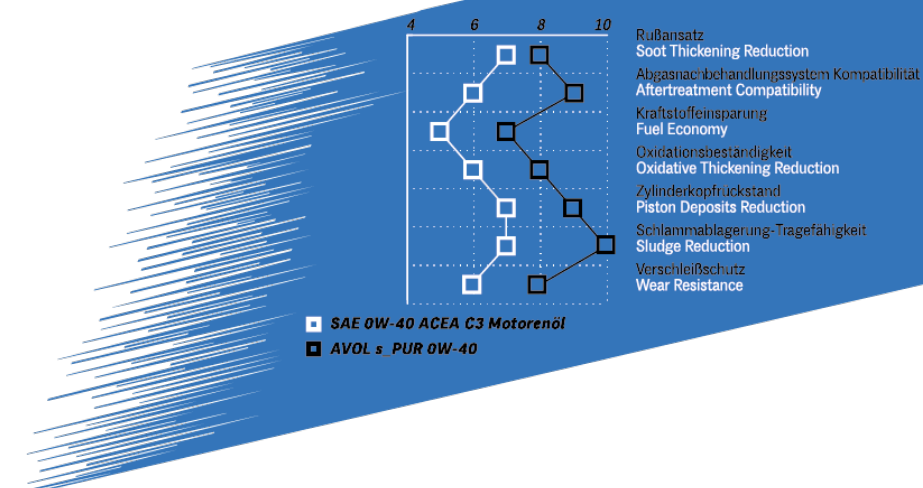 4 6 8 10
Rußansatz
Soot Thickening Reduction
Abgasnachbehandlungssystem Kompatibilität
Aftertreatment Compatibility
Kraftstoffeinsparung
Fuel Economy
Oxidationsbeständigkeit
Oxidative Thickening Reduction
Zylinderkopfrückstand
Piston Deposits Reduction
Schlammablagerung-Tragefähigkeit
Sludge Reduction
Verschleißschutz
Wear Resistance
SAE 0W-40 ACEA C3 Motorenöl
AVOL s_PUR 0W-40